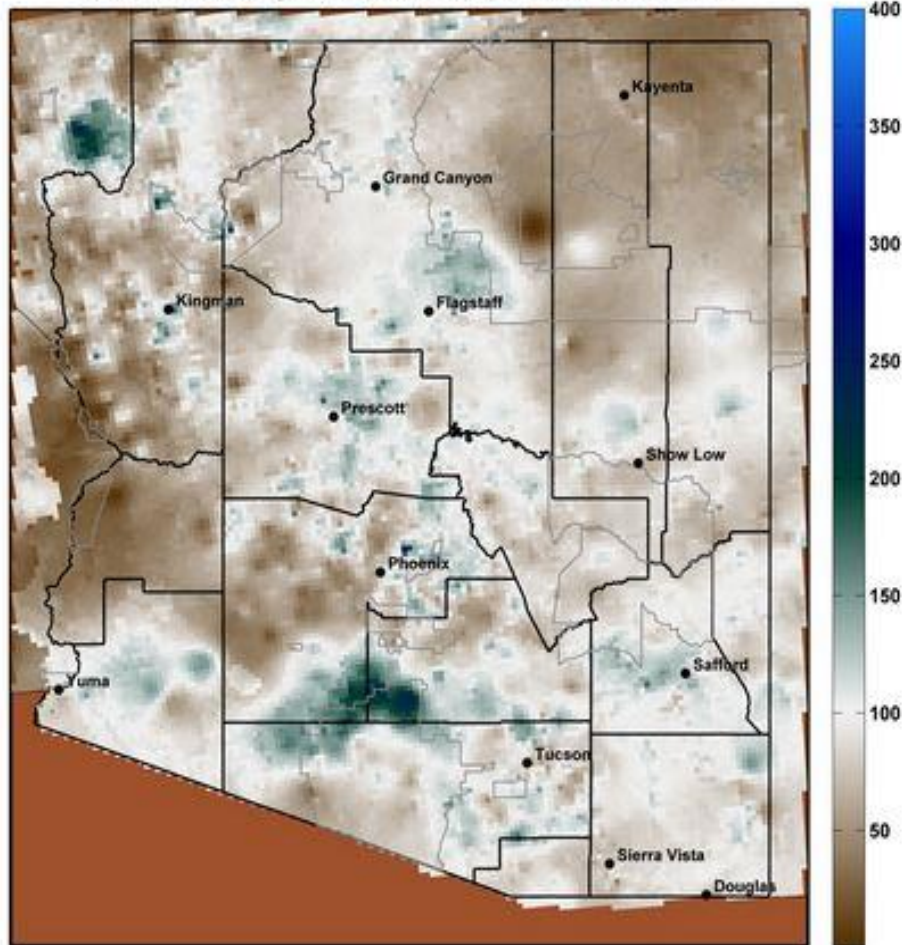 400
Kayenta
350
Grand Canyon
300
Kingman
Flagstaff
250
Prescott
Show Low
200
Phoenix
150
Safford
Yuma
100
Tucson
50
Sierra Vista
Douglas